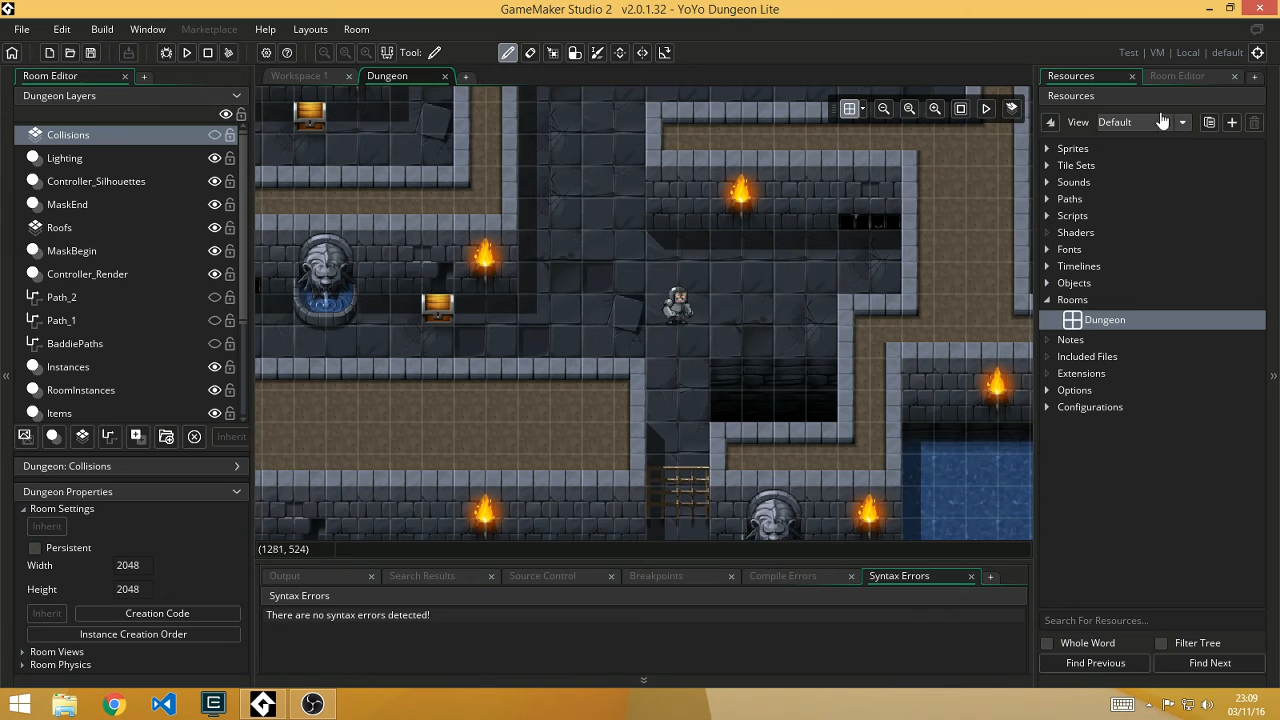 GameMaker Studio 2 v2.0.1.32 - YoYo Dungeon Lite
File Edit Build Window Marketplace Help Layouts Room
Tool:
Test | VM | Local | default
Room Editor
Workspace 1
Dungeon
Resources
Room Editor
Dungeon Layers
Collisions
Lighting
Controller_Silhouettes
MaskEnd
Roofs
MaskBegin
Controller_Render
Path_2
Path_1
BaddiePaths
Instances
RoomInstances
Items
Inherit
Dungeon: Collisions
Dungeon Properties
Room Settings
Inherit
Persistent
Width 2048
Height 2048
Inherit
Creation Code
Instance Creation Order
Room Views
Room Physics
(1281, 524)
Output
Search Results
Source Control
Breakpoints
Compile Errors
Syntax Errors
Syntax Errors
There are no syntax errors detected!
Resources
View Default
Sprites
Tile Sets
Sounds
Paths
Scripts
Shaders
Fonts
Timelines
Objects
Rooms
Dungeon
Notes
Included Files
Extensions
Options
Configurations
Search For Resources...
Whole Word
Filter Tree
Find Previous
Find Next
23:09
03/11/16